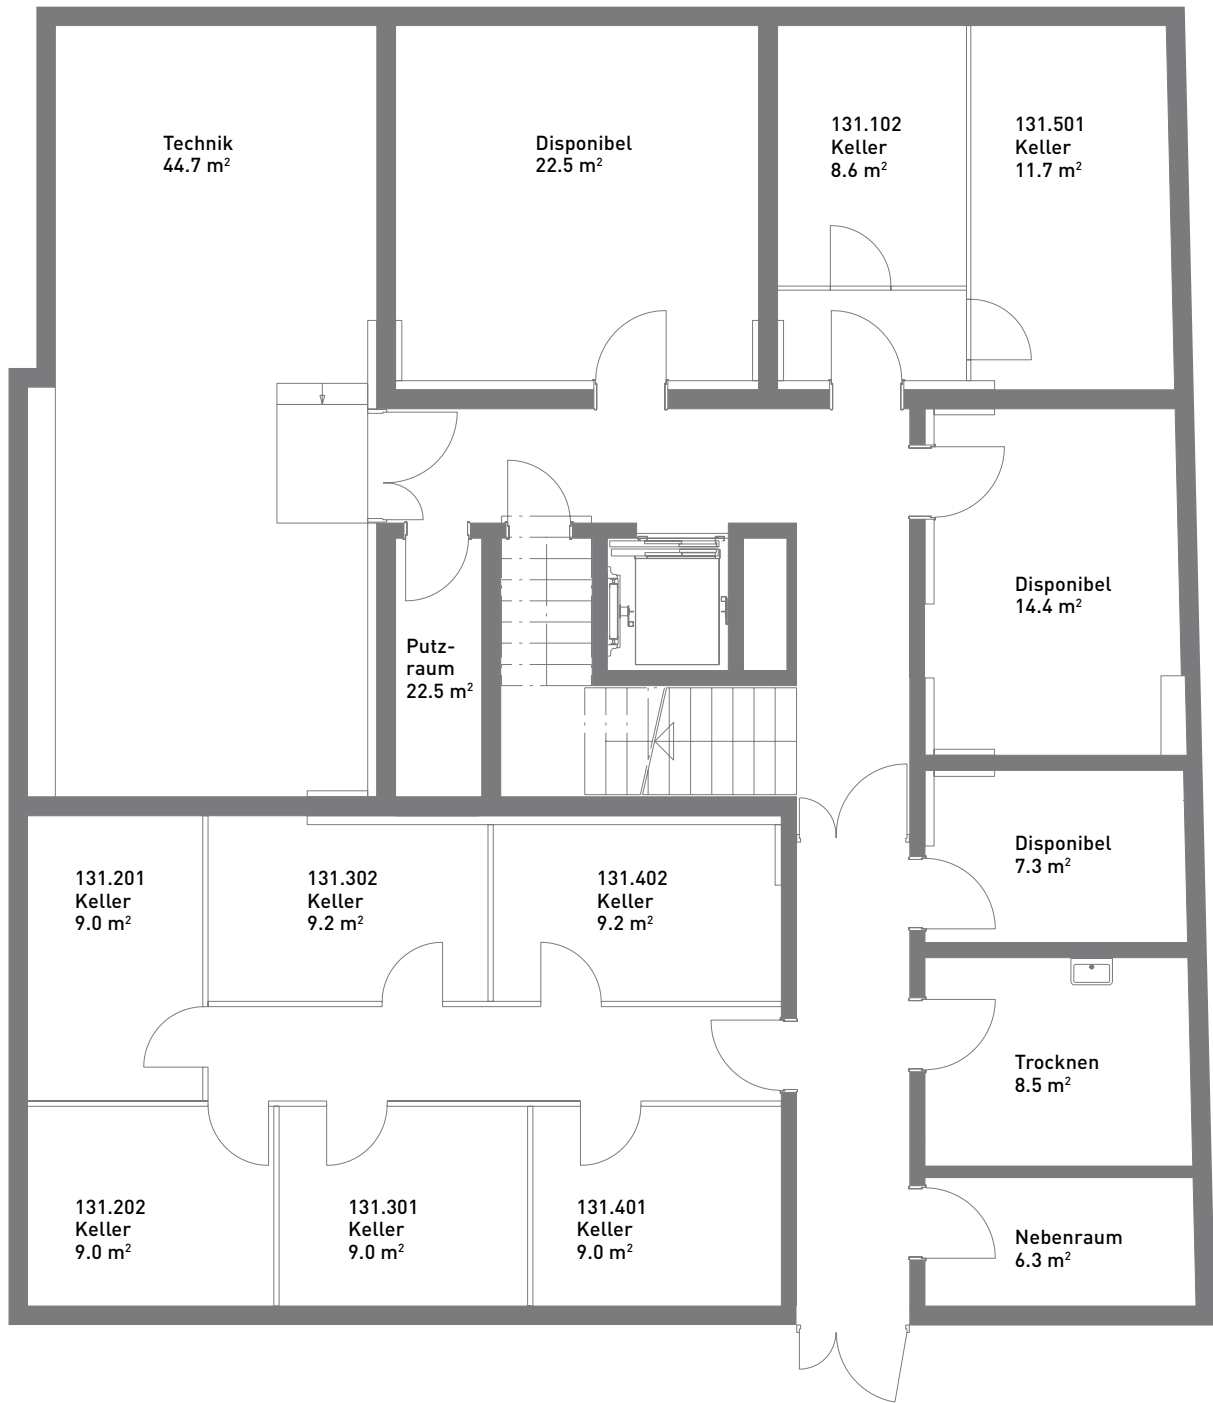 Technik
44.7 m²
Disponibel
22.5 m²
131.102
Keller
8.6 m²
131.501
Keller
11.7 m²
Disponibel
14.4 m²
Putz-
raum
22.5 m²
Disponibel
7.3 m²
131.201
Keller
9.0 m²
131.302
Keller
9.2 m²
131.402
Keller
9.2 m²
Trocknen
8.5 m²
131.202
Keller
9.0 m²
131.301
Keller
9.0 m²
131.401
Keller
9.0 m²
Nebenraum
6.3 m²